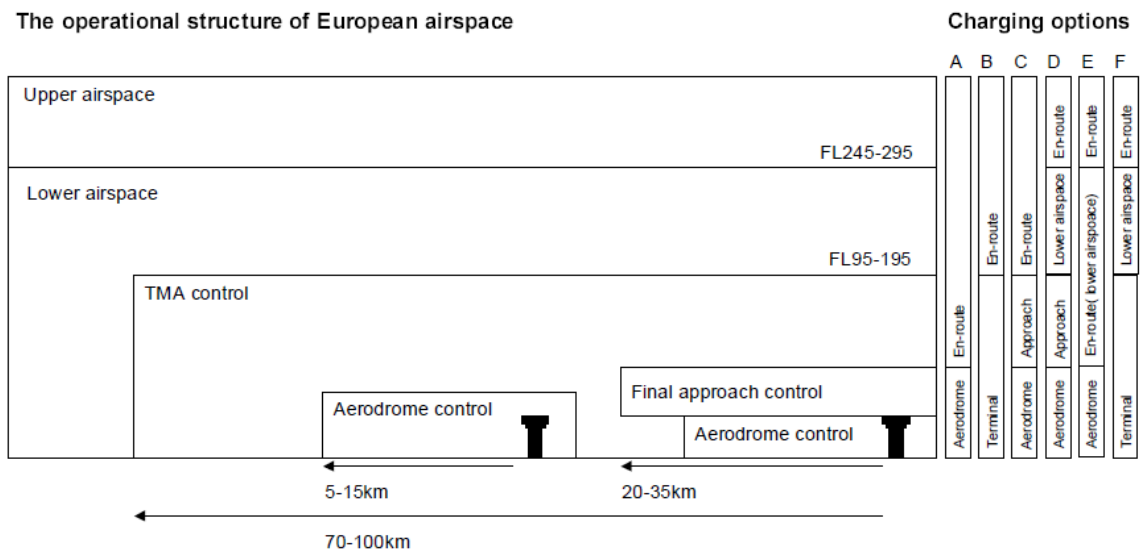 The operational structure of European airspace
Charging options
A B C D E F
Upper airspace
FL245-295
Lower airspace
FL95-195
TMA control
Aerodrome control
Final approach control
Aerodrome control
5-15km
20-35km
70-100km
En-route
Aerodrome
En-route
Terminal
En-route
Approach
Aerodrome
En-route
Lower airspace
Approach
Aerodrome
En-route
En-route( lower airspoace)
Aerodrome
En-route
Lower airspace
Terminal